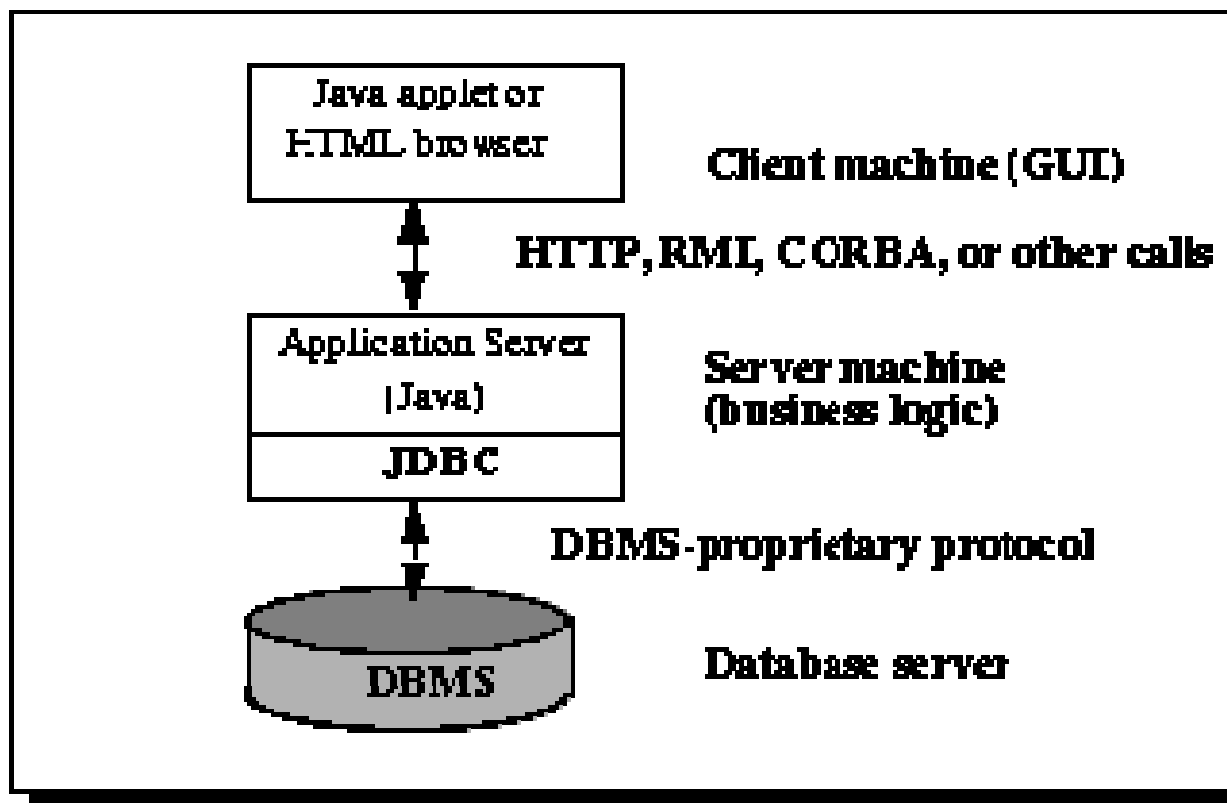 Java applet or
HTML browser
Client machine (GUI)
HTTP, RMI, CORBA, or other calls
Application Server
(Java)
Server machine
(business logic)
JDBC
DBMS-proprietary protocol
DBMS
Database server